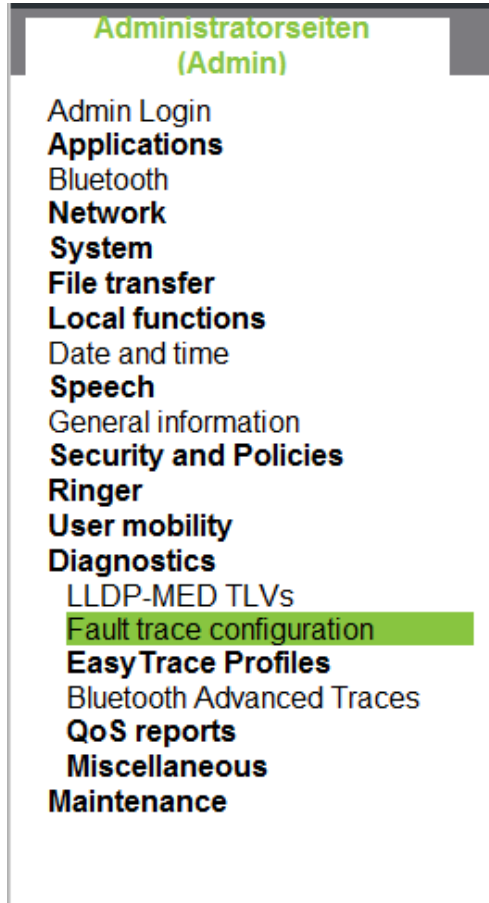 Administratorseiten
(Admin)
Admin Login
Applications
Bluetooth
Network
System
File transfer
Local functions
Date and time
Speech
General information
Security and Policies
Ringer
User mobility
Diagnostics
LLDP-MED TLVs
Fault trace configuration
EasyTrace Profiles
Bluetooth Advanced Traces
QoS reports
Miscellaneous
Maintenance